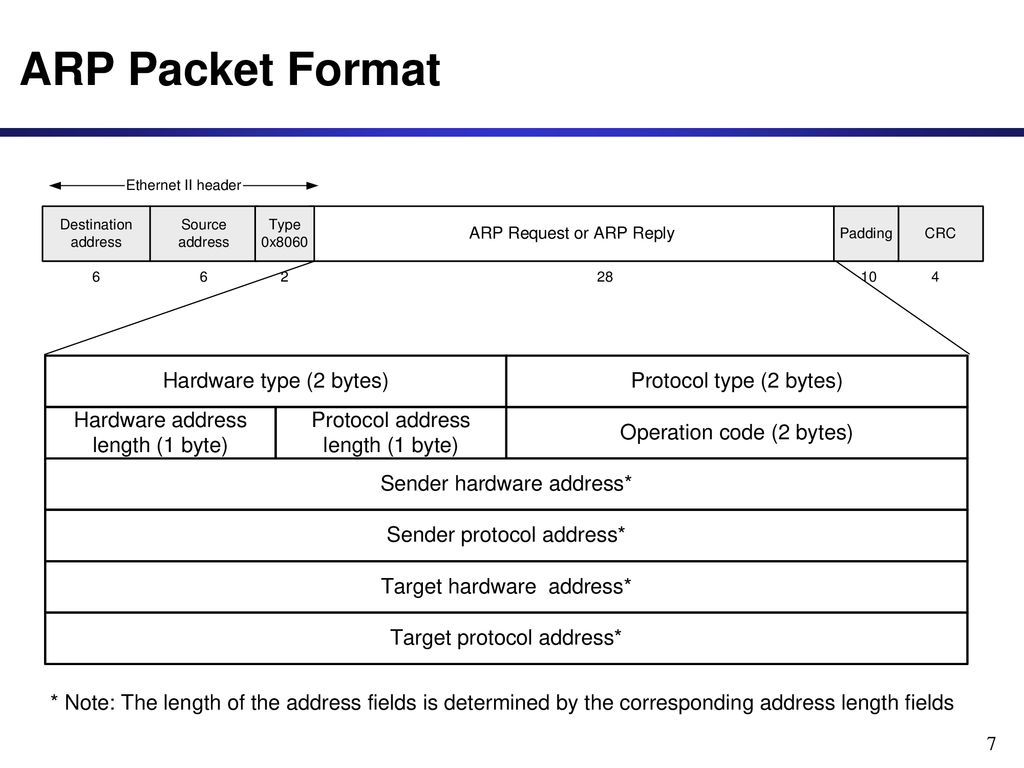 ARP Packet Format
Ethernet II header
Destination
address
Source
address
Type
0x8060
ARP Request or ARP Reply
Padding
CRC
6
6
2
28
10
4
Hardware type (2 bytes)
Protocol type (2 bytes)
Hardware address
length (1 byte)
Protocol address
length (1 byte)
Operation code (2 bytes)
Sender hardware address*
Sender protocol address*
Target hardware address*
Target protocol address*
* Note: The length of the address fields is determined by the corresponding address length fields
7